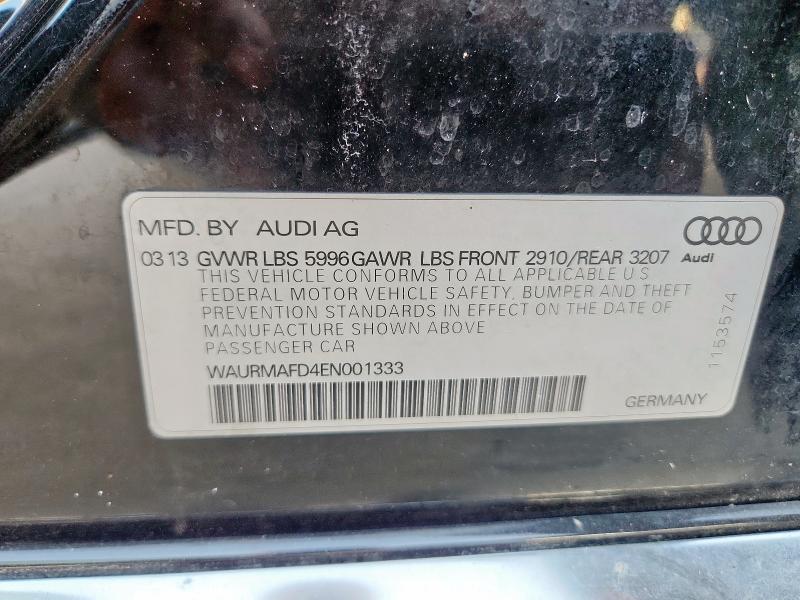 MFD. BY AUDI AG
03 13 GVWR LBS 5996 GAWR LBS FRONT 2910/REAR 3207
Audi
THIS VEHICLE CONFORMS TO ALL APPLICABLE U S
FEDERAL MOTOR VEHICLE SAFETY, BUMPER AND THEFT
PREVENTION STANDARDS IN EFFECT ON THE DATE OF
MANUFACTURE SHOWN ABOVE
PASSENGER CAR
WAURMAFD4EN001333
GERMANY
1153574